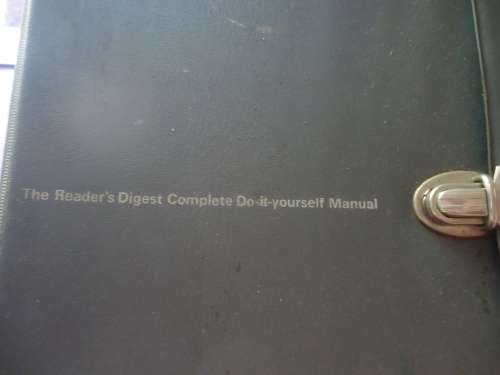 The Reader's Digest Complete Do-it-yourself Manual